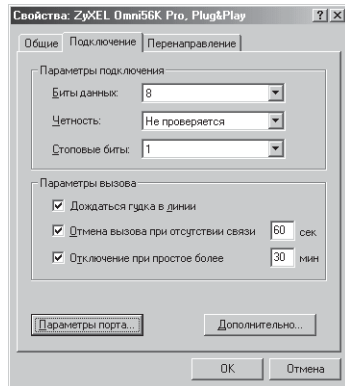 Свойства: ZyXEL Omni56K Pro, Plug&Play
Общие Подключение Перенаправление
Параметры подключения
Биты данных: 8
Четность: Не проверяется
Стоповые биты: 1
Параметры вызова
Дождаться гудка в линии
Отмена вызова при отсутствии связи 60 сек
Отключение при простое более 30 мин
Параметры порта... Дополнительно...
OK Отмена